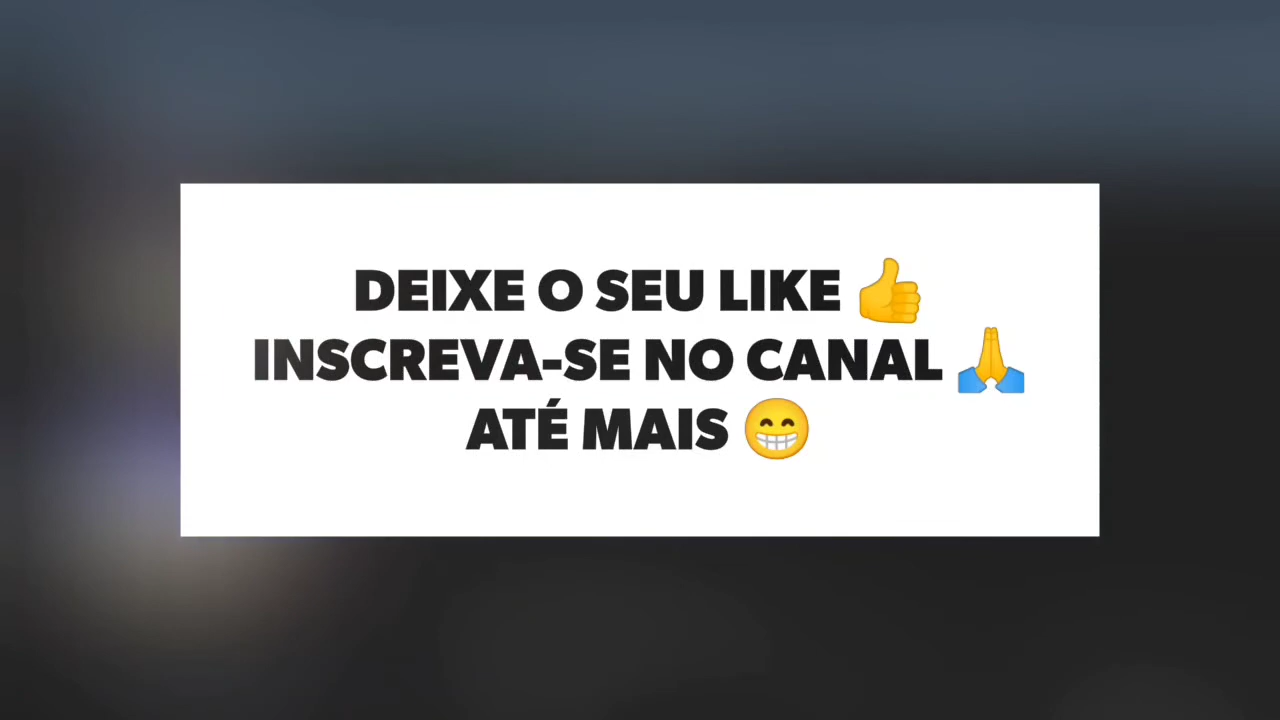 DEIXE O SEU LIKE 👍
INSCREVA-SE NO CANAL 🙏
ATÉ MAIS 😁